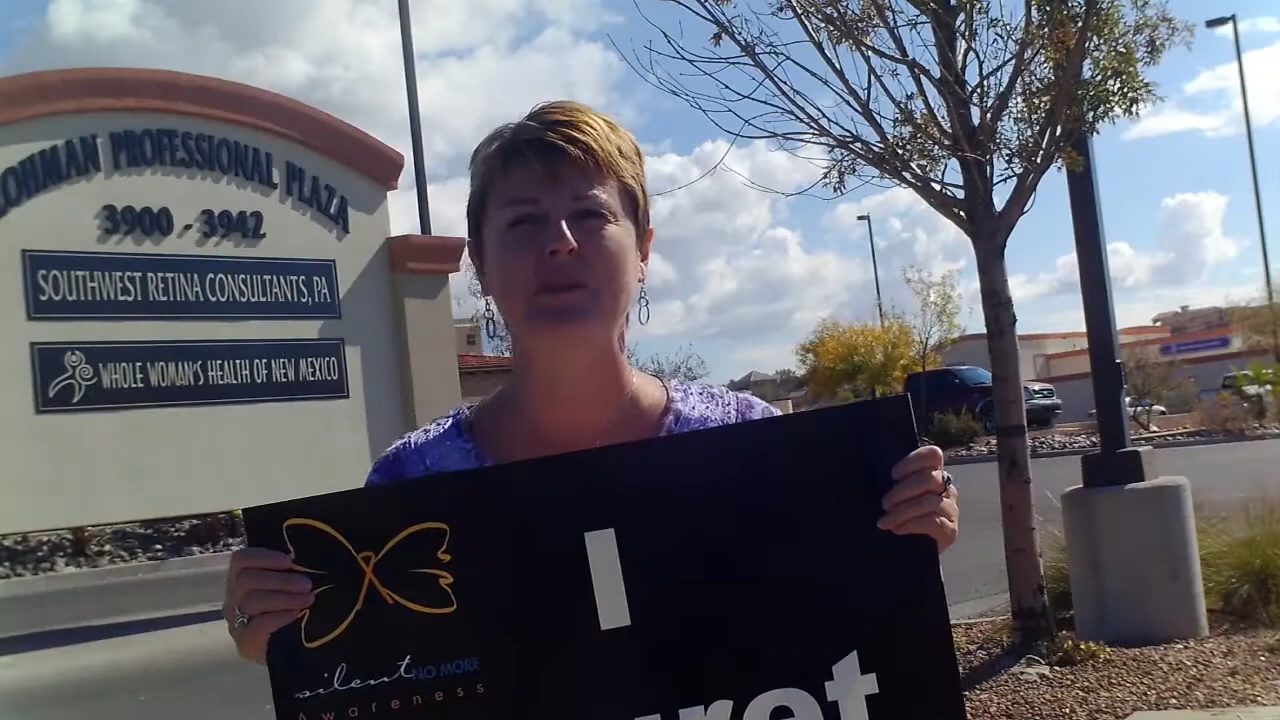 LOHMAN PROFESSIONAL PLAZA
3900 - 3942
SOUTHWEST RETINA CONSULTANTS, PA
WHOLE WOMAN'S HEALTH OF NEW MEXICO
I
silent NO MORE
Awareness